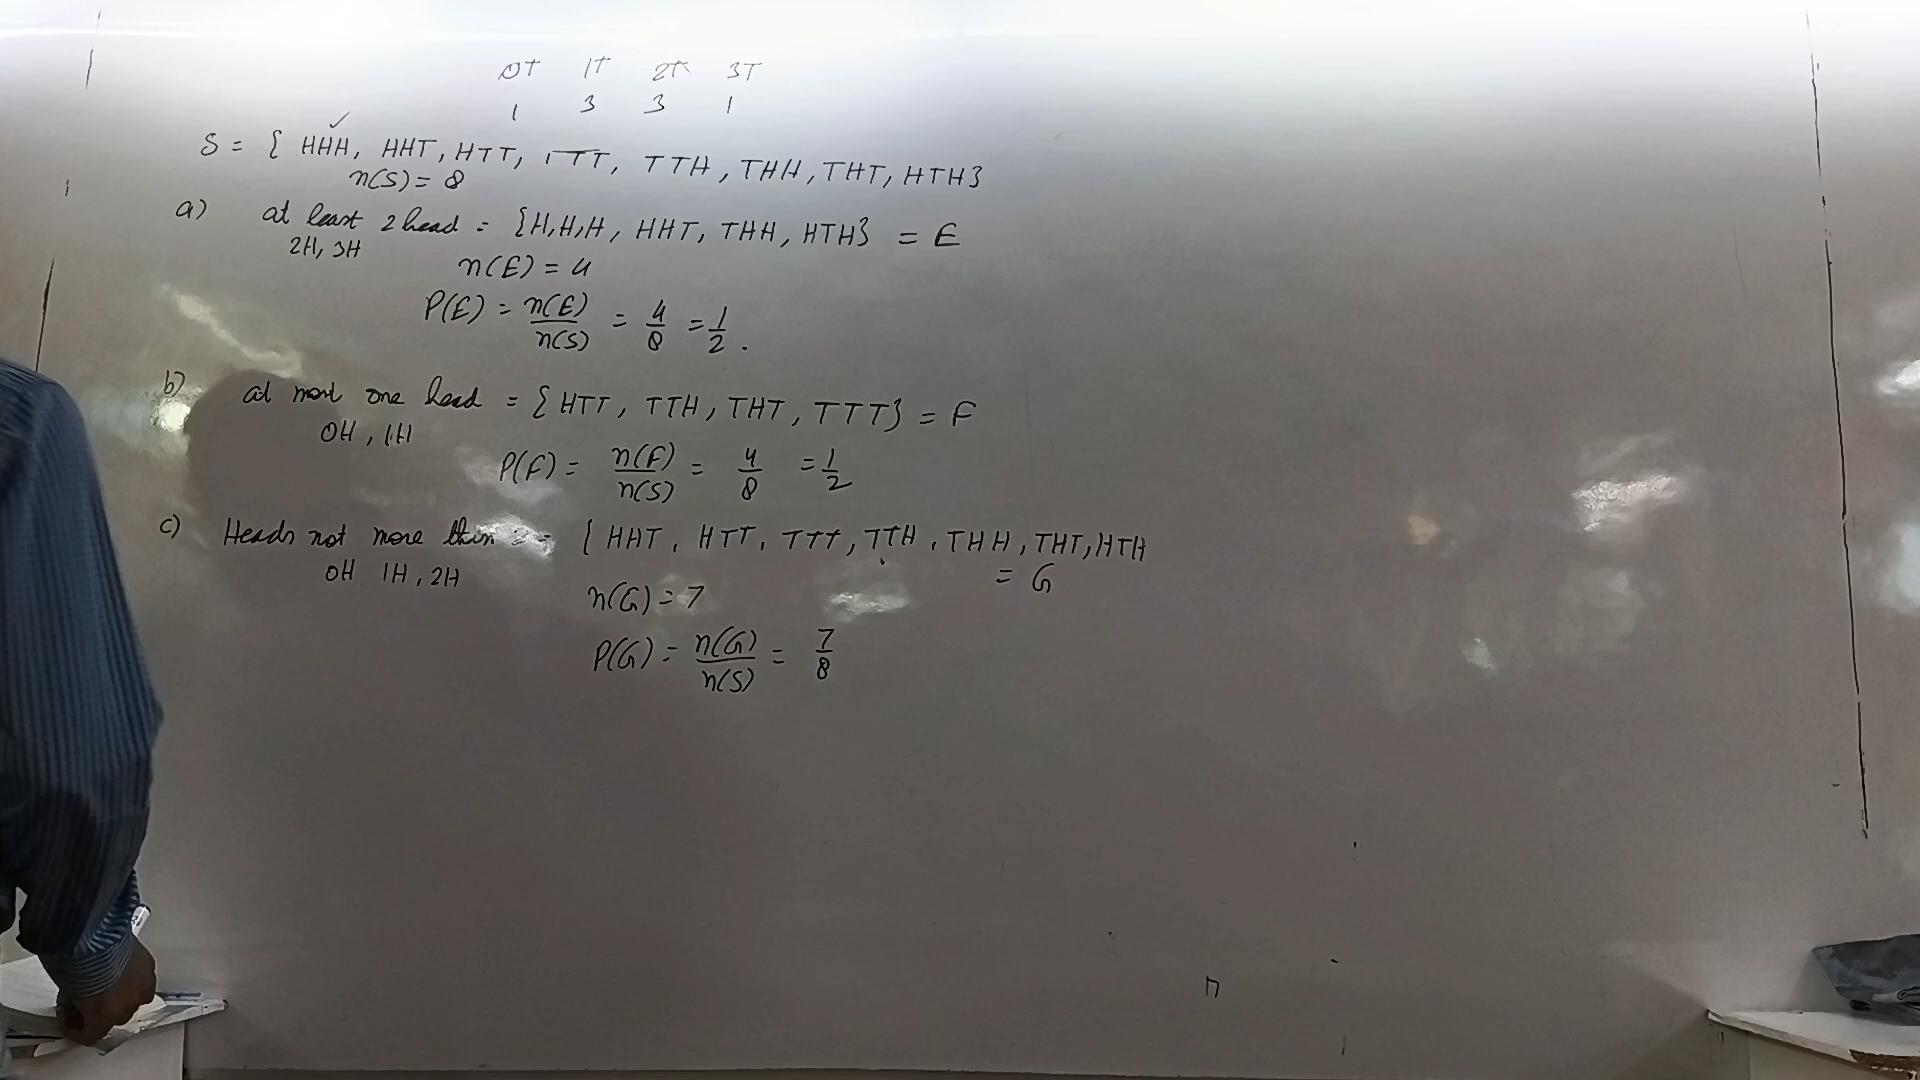 0T 1T 2T 3T
1 3 3 1
S = { HHH, HHT, HTT, TTT, TTH, THH, THT, HTH}
n(S) = 8
a) at least 2 head = {H,H,H, HHT, THH, HTH} = E
2H, 3H
n(E) = 4
P(E) = n(E)/n(S) = 4/8 = 1/2.
b) at most one head = { HTT, TTH, THT, TTT} = F
0H, 1H
P(F) = n(F)/n(S) = 4/8 = 1/2
c) Heads not more than 2 = { HHT, HTT, TTT, TTH, THH, THT, HTH
= G
0H 1H, 2H
n(G) = 7
P(G) = n(G)/n(S) = 7/8